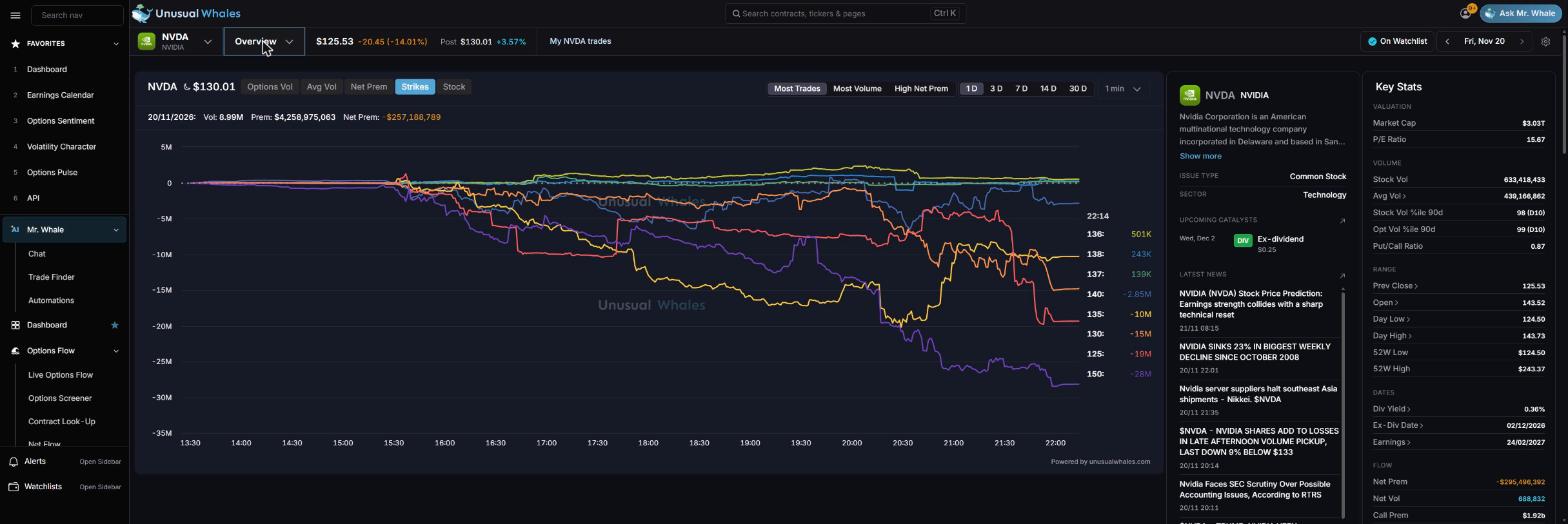 Search nav
Unusual Whales
Search contracts, tickers & pages
Ctrl K
9+
Ask Mr. Whale
FAVORITES
1 Dashboard
2 Earnings Calendar
3 Options Sentiment
4 Volatility Character
5 Options Pulse
6 API
AI Mr. Whale
Chat
Trade Finder
Automations
Dashboard
Options Flow
Live Options Flow
Options Screener
Contract Look-Up
Net Flow
Alerts Open Sidebar
Watchlists Open Sidebar
NVDA
NVIDIA
Overview
$125.53 -20.45 (-14.01%) Post $130.01 +3.57%
My NVDA trades
On Watchlist
Fri, Nov 20
NVDA $130.01 Options Vol Avg Vol Net Prem Strikes Stock
Most Trades Most Volume High Net Prem 1 D 3 D 7 D 14 D 30 D 1 min
20/11/2026: Vol: 8.99M Prem: $4,258,975,063 Net Prem: -$257,188,789
5M
0
-5M
-10M
-15M
-20M
-25M
-30M
-35M
Unusual Whales
Unusual Whales
22:14
136: 501K
138: 243K
137: 139K
140: -2.85M
135: -10M
130: -15M
125: -19M
150: -28M
13:30 14:00 14:30 15:00 15:30 16:00 16:30 17:00 17:30 18:00 18:30 19:00 19:30 20:00 20:30 21:00 21:30 22:00
Powered by unusualwhales.com
NVDA NVIDIA
Nvidia Corporation is an American
multinational technology company
incorporated in Delaware and based in San...
Show more
ISSUE TYPE Common Stock
SECTOR Technology
UPCOMING CATALYSTS
Wed, Dec 2 DIV Ex-dividend
$0.25
LATEST NEWS
NVIDIA (NVDA) Stock Price Prediction:
Earnings strength collides with a sharp
technical reset
21/11 08:15
NVIDIA SINKS 23% IN BIGGEST WEEKLY
DECLINE SINCE OCTOBER 2008
20/11 22:01
Nvidia server suppliers halt southeast Asia
shipments - Nikkei. $NVDA
20/11 21:35
$NVDA - NVIDIA SHARES ADD TO LOSSES
IN LATE AFTERNOON VOLUME PICKUP,
LAST DOWN 9% BELOW $133
20/11 20:14
Nvidia Faces SEC Scrutiny Over Possible
Accounting Issues, According to RTRS
20/11 20:11
Key Stats
VALUATION
Market Cap $3.03T
P/E Ratio 15.67
VOLUME
Stock Vol 633,418,433
Avg Vol 439,166,862
Stock Vol %ile 90d 98 (D10)
Opt Vol %ile 90d 99 (D10)
Put/Call Ratio 0.87
RANGE
Prev Close 125.53
Open 143.52
Day Low 124.50
Day High 143.73
52W Low $124.50
52W High $243.37
DATES
Div Yield 0.36%
Ex-Div Date 02/12/2026
Earnings 24/02/2027
FLOW
Net Prem -$295,496,392
Net Vol 688,832
Call Prem $1.92b